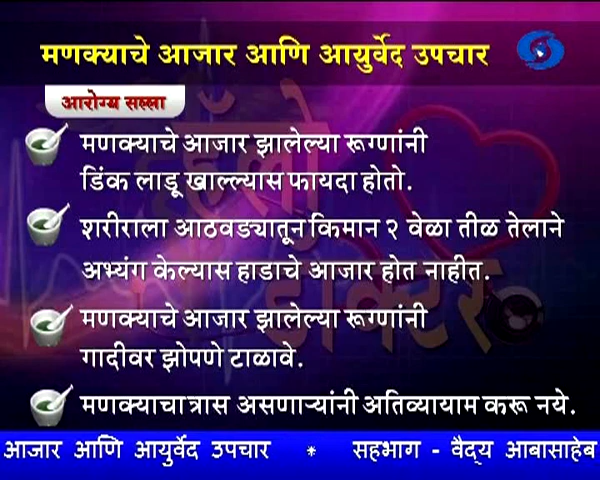 मणक्याचे आजार आणि आयुर्वेद उपचार
आरोग्य सल्ला
मणक्याचे आजार झालेल्या रूग्णांनी
डिंक लाडू खाल्ल्यास फायदा होतो.
शरीराला आठवड्यातून किमान २ वेळा तीळ तेलाने
अभ्यंग केल्यास हाडाचे आजार होत नाहीत.
मणक्याचे आजार झालेल्या रूग्णांनी
गादीवर झोपणे टाळावे.
मणक्याचा त्रास असणाऱ्यांनी अतिव्यायाम करू नये.
आजार आणि आयुर्वेद उपचार * सहभाग - वैद्य आबासाहेब
हॅलो
डॉक्टर